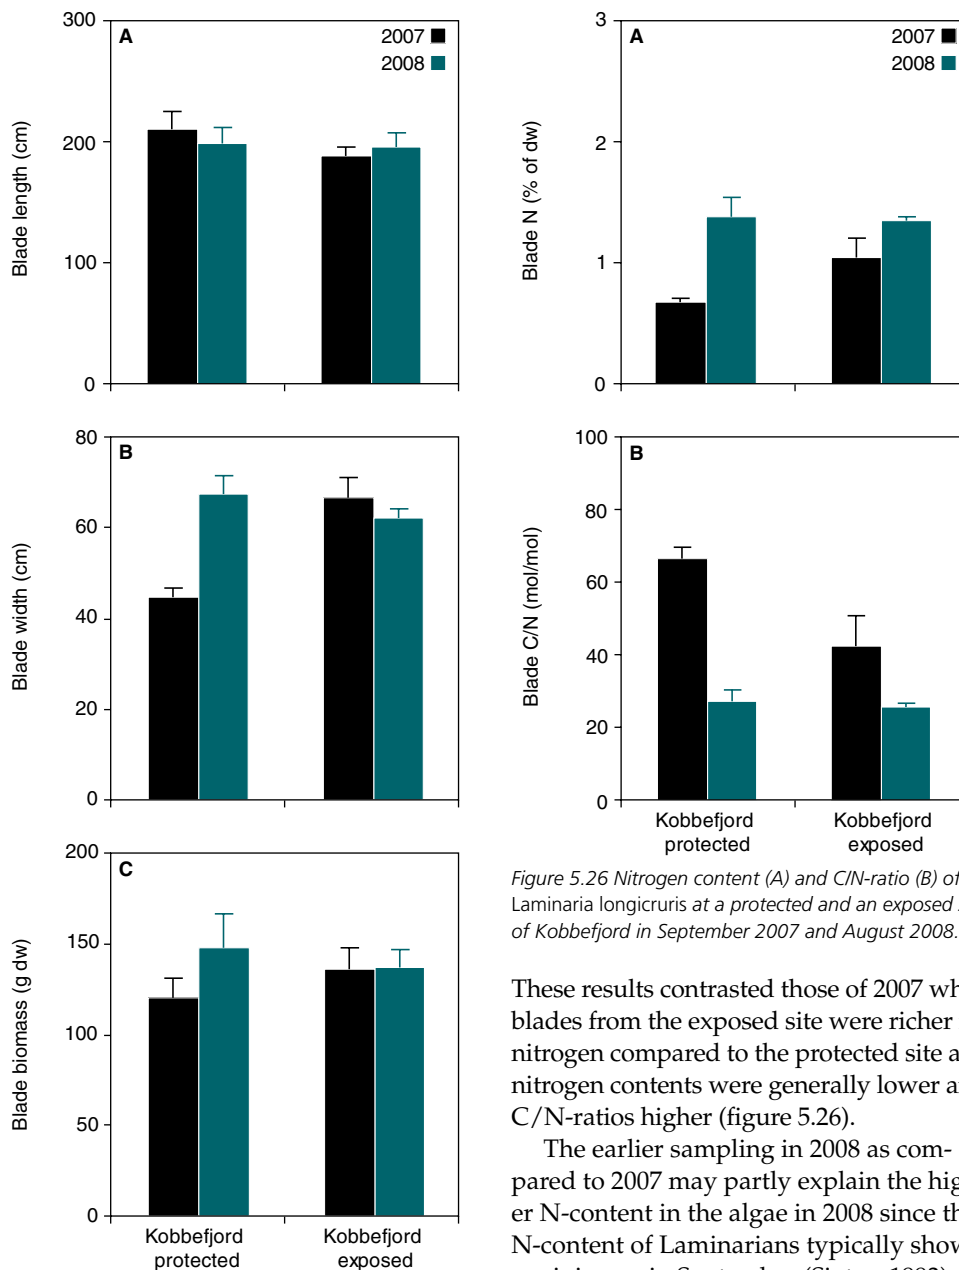 300
A
2007
2008
200
100
0
Blade length (cm)
80
B
60
40
20
0
Blade width (cm)
200
C
150
100
50
0
Blade biomass (g dw)
Kobbefjord
protected
Kobbefjord
exposed
3
A
2007
2008
2
1
0
Blade N (% of dw)
100
B
80
60
40
20
0
Blade C/N (mol/mol)
Kobbefjord
protected
Kobbefjord
exposed
Figure 5.26 Nitrogen content (A) and C/N-ratio (B) of
Laminaria longicruris at a protected and an exposed
of Kobbefjord in September 2007 and August 2008.
These results contrasted those of 2007
blades from the exposed site were richer
nitrogen compared to the protected site
nitrogen contents were generally lower
C/N-ratios higher (figure 5.26).
The earlier sampling in 2008 as com-
pared to 2007 may partly explain the
er N-content in the algae in 2008 since
N-content of Laminarians typically